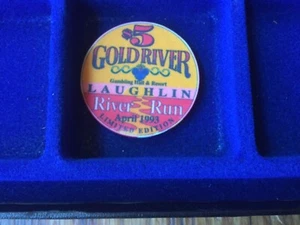 $5
GOLD RIVER
Gambling Hall & Resort
LAUGHLIN
River Run
April 1993
LIMITED EDITION